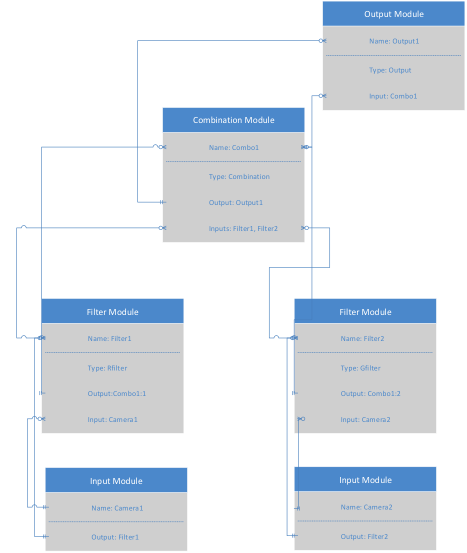 Output Module
Name: Output1
Type: Output
Input: Combo1
Combination Module
Name: Combo1
Type: Combination
Output: Output1
Inputs: Filter1, Filter2
Filter Module
Name: Filter1
Type: Rfilter
Output:Combo1:1
Input: Camera1
Filter Module
Name: Filter2
Type: Gfilter
Output: Combo1:2
Input: Camera2
Input Module
Name: Camera1
Output: Filter1
Input Module
Name: Camera2
Output: Filter2